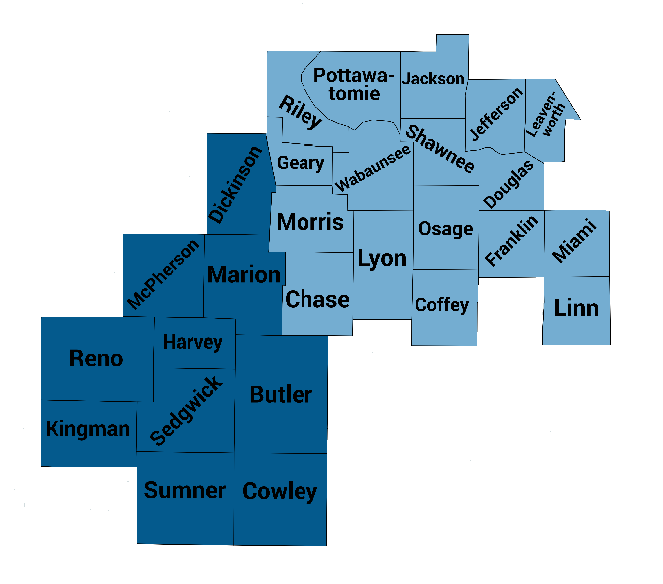 Pottawa-
tomie
Jackson
Jefferson
Leaven-
worth
Riley
Shawnee
Geary
Wabaunsee
Dickinson
Douglas
Morris
Osage
Franklin
Miami
McPherson
Marion
Lyon
Chase
Coffey
Linn
Reno
Harvey
Butler
Kingman
Sedgwick
Sumner
Cowley